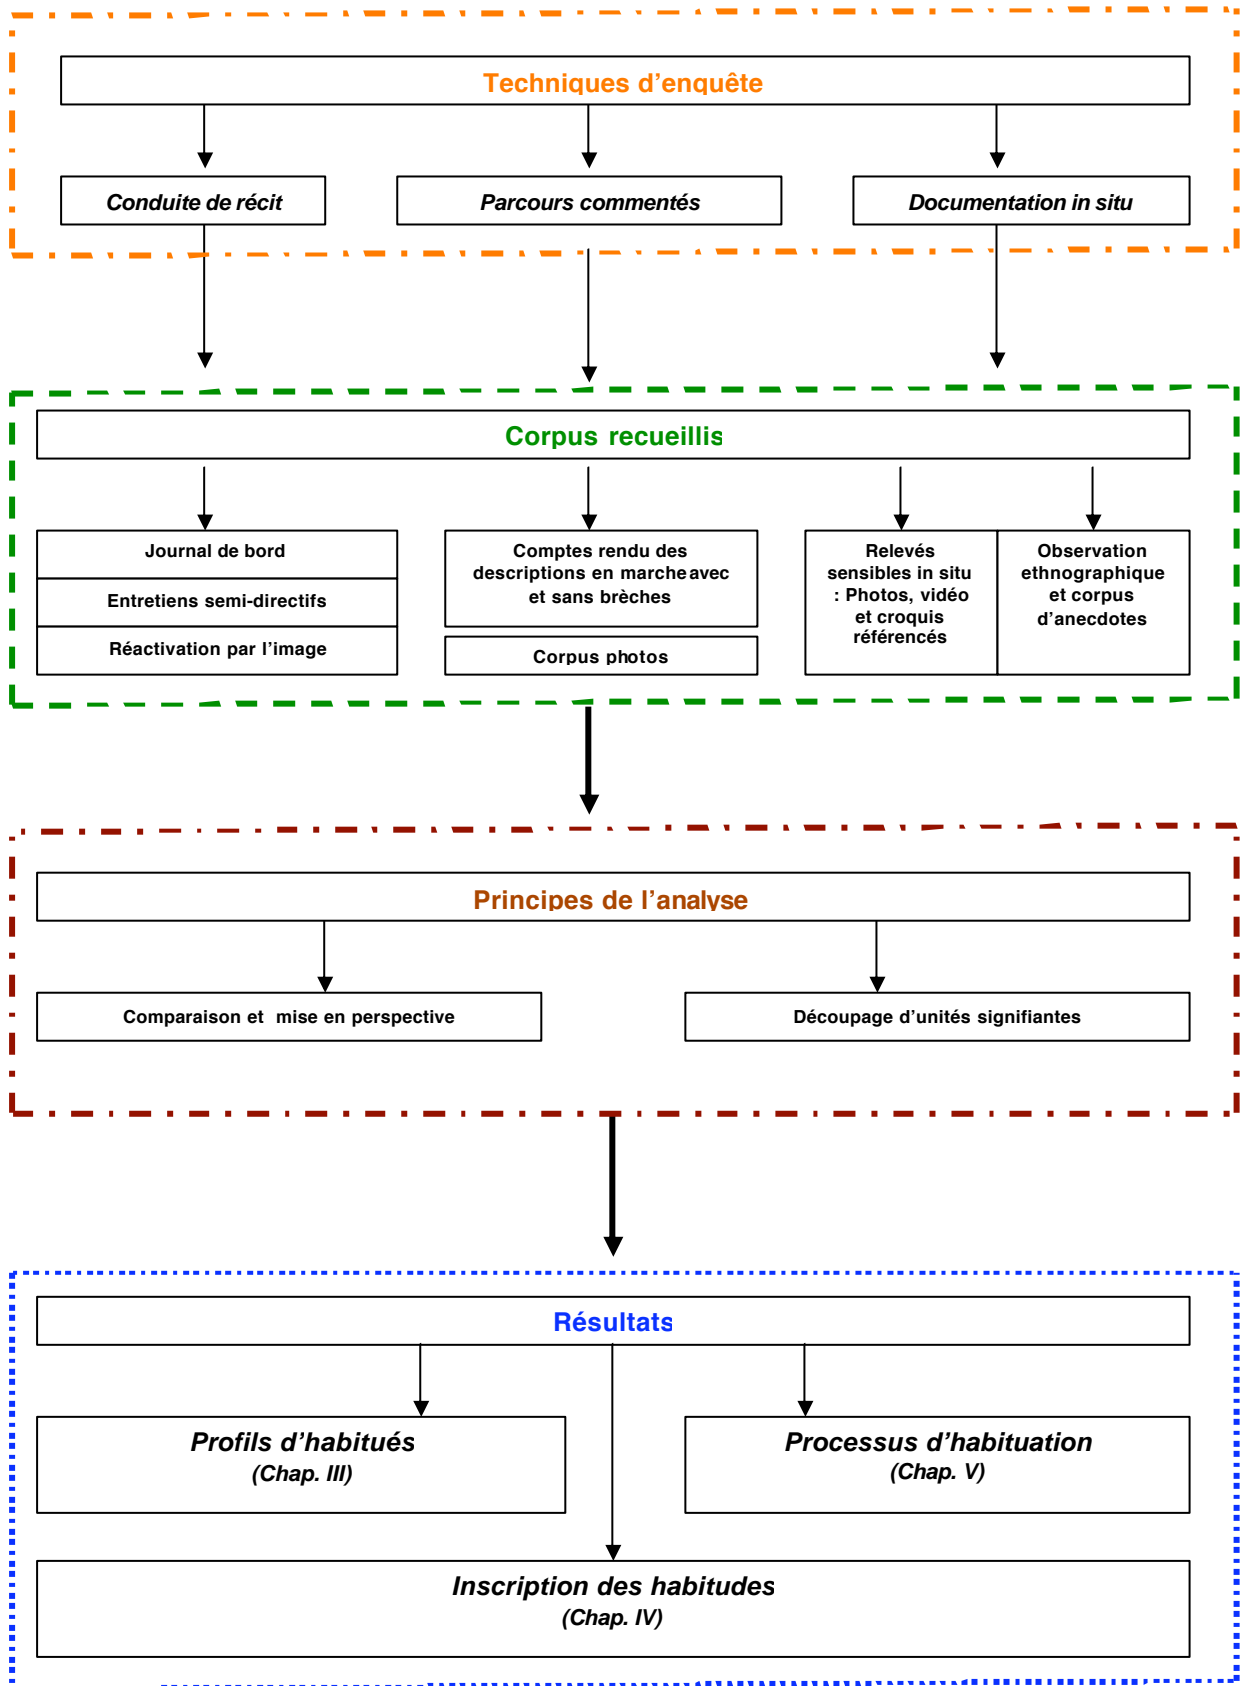 Techniques d'enquête
Conduite de récit
Parcours commentés
Documentation in situ
Corpus recueillis
Journal de bord
Entretiens semi-directifs
Réactivation par l'image
Comptes rendu des
descriptions en marche avec
et sans brèches
Corpus photos
Relevés
sensibles in situ
: Photos, vidéo
et croquis
référencés
Observation
ethnographique
et corpus
d'anecdotes
Principes de l'analyse
Comparaison et mise en perspective
Découpage d'unités signifiantes
Résultats
Profils d'habitués
(Chap. III)
Processus d'habituation
(Chap. V)
Inscription des habitudes
(Chap. IV)